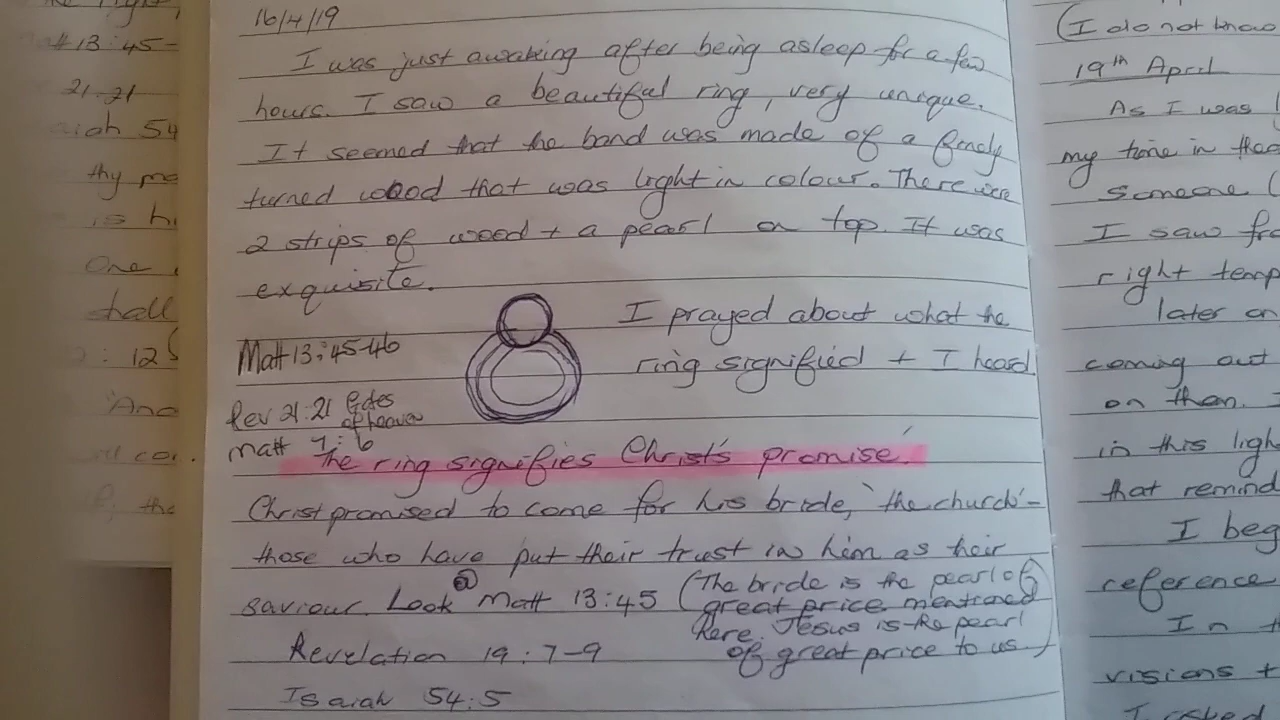 #13:45-
21:21
aiah 54
thy
is h
One
shall
: 12
And
the
16/4/19
I was just awaking after being asleep for a few
hours. I saw a beautiful ring, very unique.
It seemed that the band was made of a finely
turned wood that was light in colour. There were
2 strips of wood + a pearl on top. It was
exquisite.
I prayed about what the
ring signified + I heard
Matt 13:45-46
Rev 21:21 Gates
of heaven
Matt 7:6
The ring signifies Christ's promise.'
Christ promised to come for his bride, 'the church' -
those who have put their trust in him as their
saviour. Look @ Matt 13:45 (The bride is the pearl of
great price mentioned
here. Jesus is the pearl
of great price to us)
Revelation 19:7-9
Isaiah 54:5
(I do not know
19th April
As I was
my time in
someone (
I saw
right temp
later on
coming out
on them.
in this ligh
that remind
I beg
reference
In t
visions +
I asked